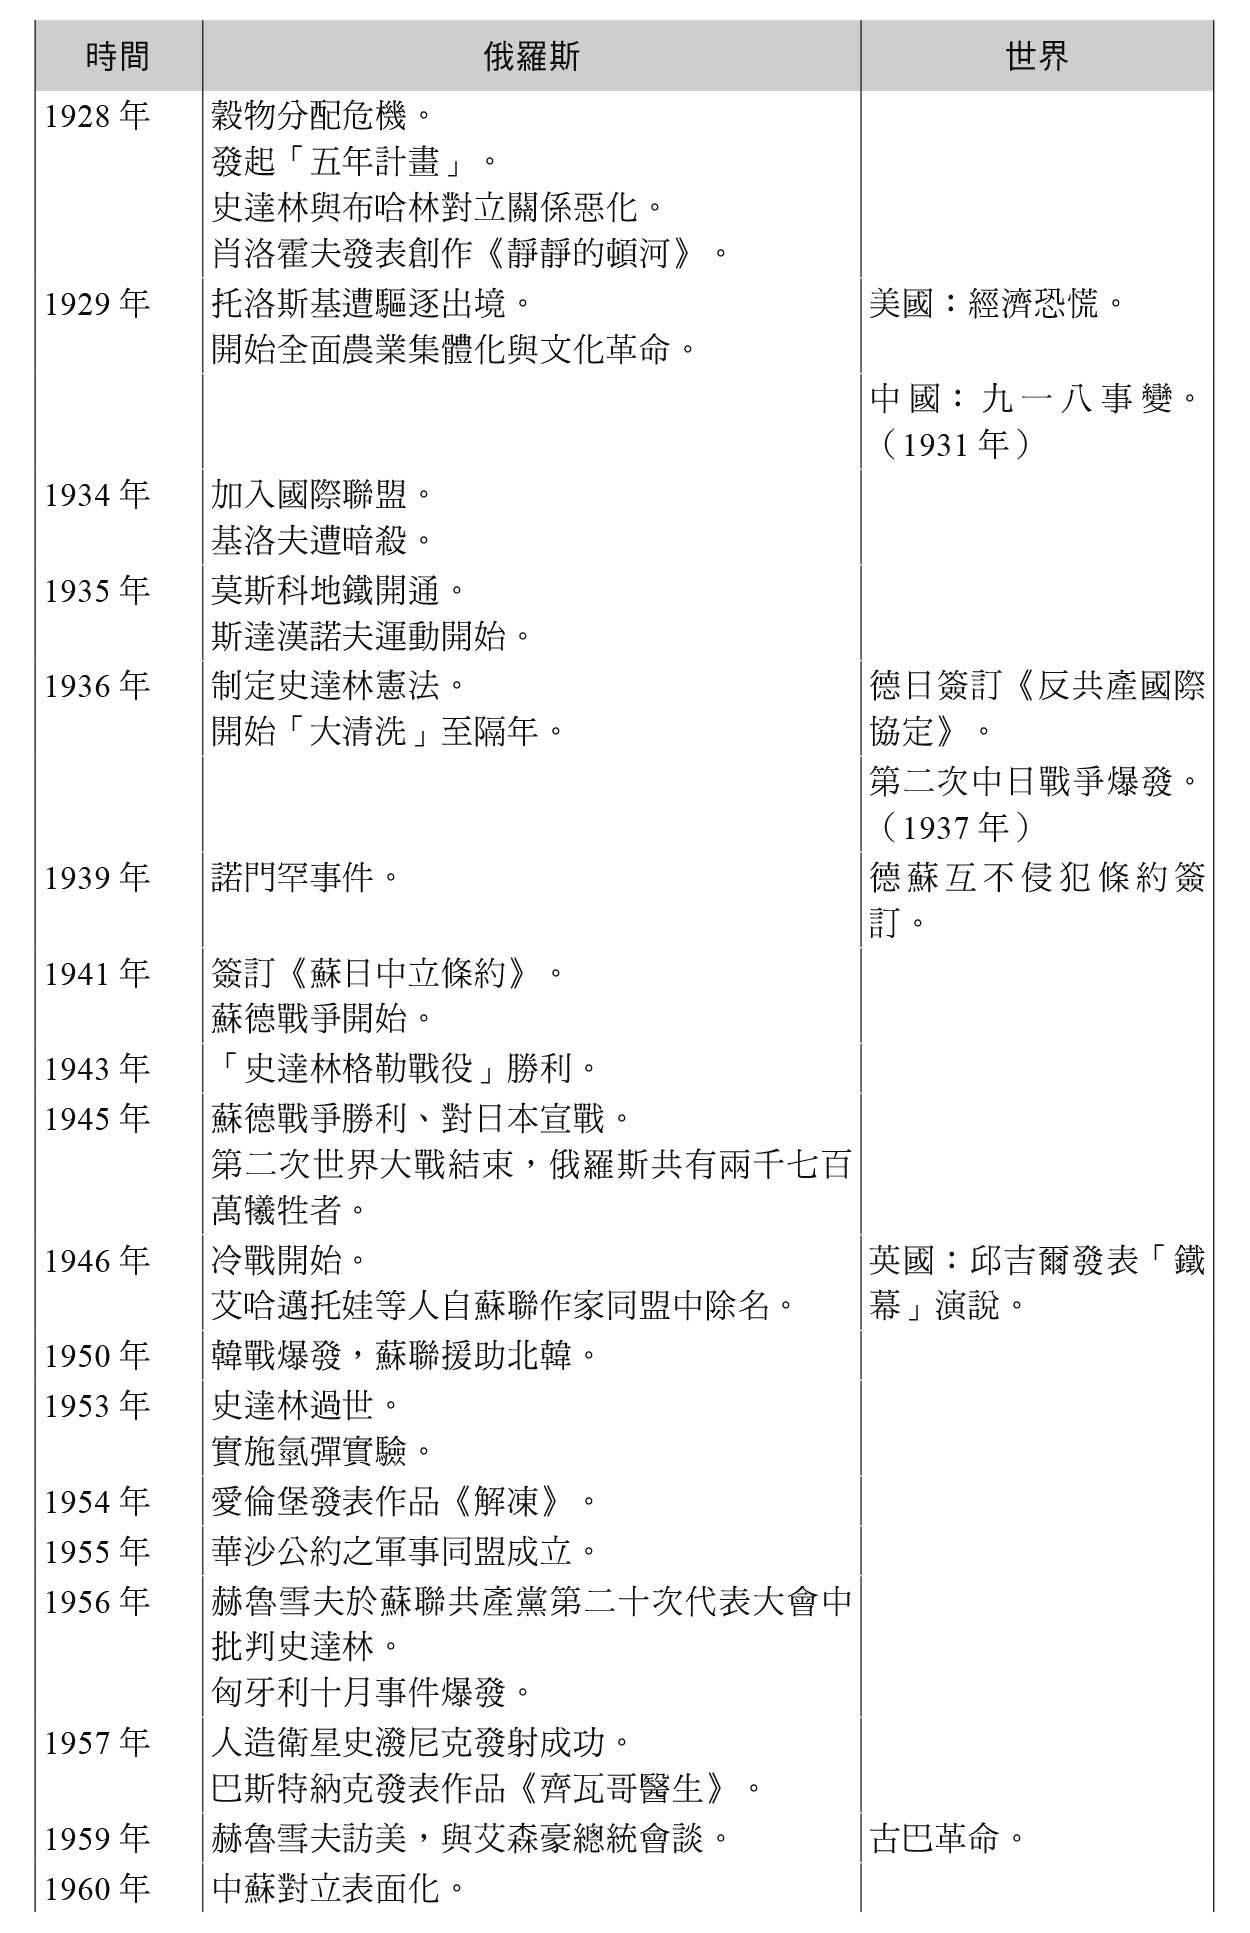 時間 俄羅斯 世界
1928 年 穀物分配危機。
發起「五年計畫」。
史達林與布哈林對立關係惡化。
肖洛霍夫發表創作《靜靜的頓河》。
1929 年 托洛斯基遭驅逐出境。 美國：經濟恐慌。
開始全面農業集體化與文化革命。
中國：九一八事變。
（1931 年）
1934 年 加入國際聯盟。
基洛夫遭暗殺。
1935 年 莫斯科地鐵開通。
斯達漢諾夫運動開始。
1936 年 制定史達林憲法。 德日簽訂《反共產國際
開始「大清洗」至隔年。 協定》。
第二次中日戰爭爆發。
（1937 年）
1939 年 諾門罕事件。 德蘇互不侵犯條約簽
訂。
1941 年 簽訂《蘇日中立條約》。
蘇德戰爭開始。
1943 年 「史達林格勒戰役」勝利。
1945 年 蘇德戰爭勝利、對日本宣戰。
第二次世界大戰結束，俄羅斯共有兩千七百
萬犧牲者。
1946 年 冷戰開始。 英國：邱吉爾發表「鐵
艾哈邁托娃等人自蘇聯作家同盟中除名。 幕」演說。
1950 年 韓戰爆發，蘇聯援助北韓。
1953 年 史達林過世。
實施氫彈實驗。
1954 年 愛倫堡發表作品《解凍》。
1955 年 華沙公約之軍事同盟成立。
1956 年 赫魯雪夫於蘇聯共產黨第二十次代表大會中
批判史達林。
匈牙利十月事件爆發。
1957 年 人造衛星史潑尼克發射成功。
巴斯特納克發表作品《齊瓦哥醫生》。
1959 年 赫魯雪夫訪美，與艾森豪總統會談。 古巴革命。
1960 年 中蘇對立表面化。